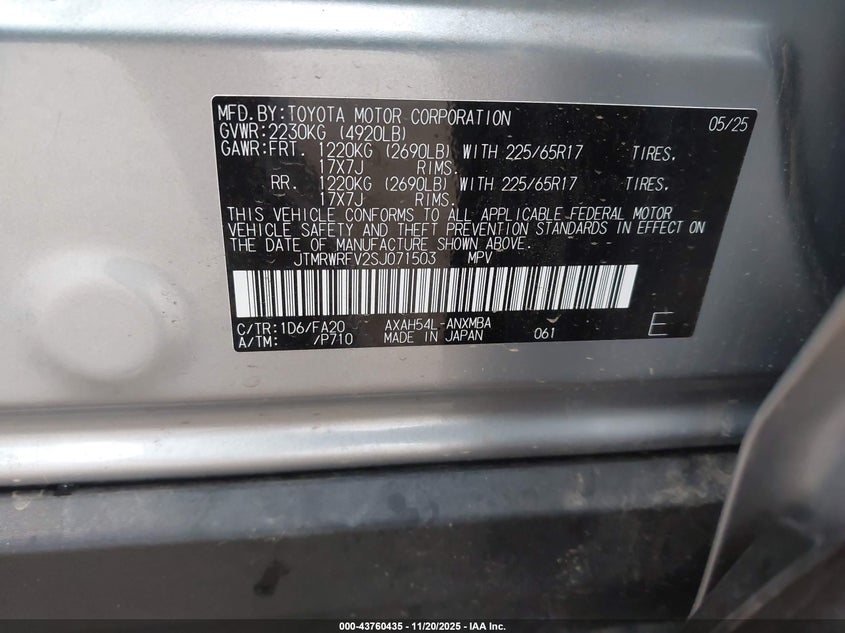 MFD.BY:TOYOTA MOTOR CORPORATION 05/25
GVWR:2230KG (4920LB)
GAWR:FRT. 1220KG (2690LB) WITH 225/65R17 TIRES,
17X7J RIMS.
RR. 1220KG (2690LB) WITH 225/65R17 TIRES,
17X7J RIMS.
THIS VEHICLE CONFORMS TO ALL APPLICABLE FEDERAL MOTOR
VEHICLE SAFETY AND THEFT PREVENTION STANDARDS IN EFFECT ON
THE DATE OF MANUFACTURE SHOWN ABOVE.
JTMRWRFV2SJ071503 MPV
C/TR:1D6/FA20 AXAH54L-ANXMBA 061 E
A/TM: /P710 MADE IN JAPAN
000-43760435 - 11/20/2025 - IAA Inc.